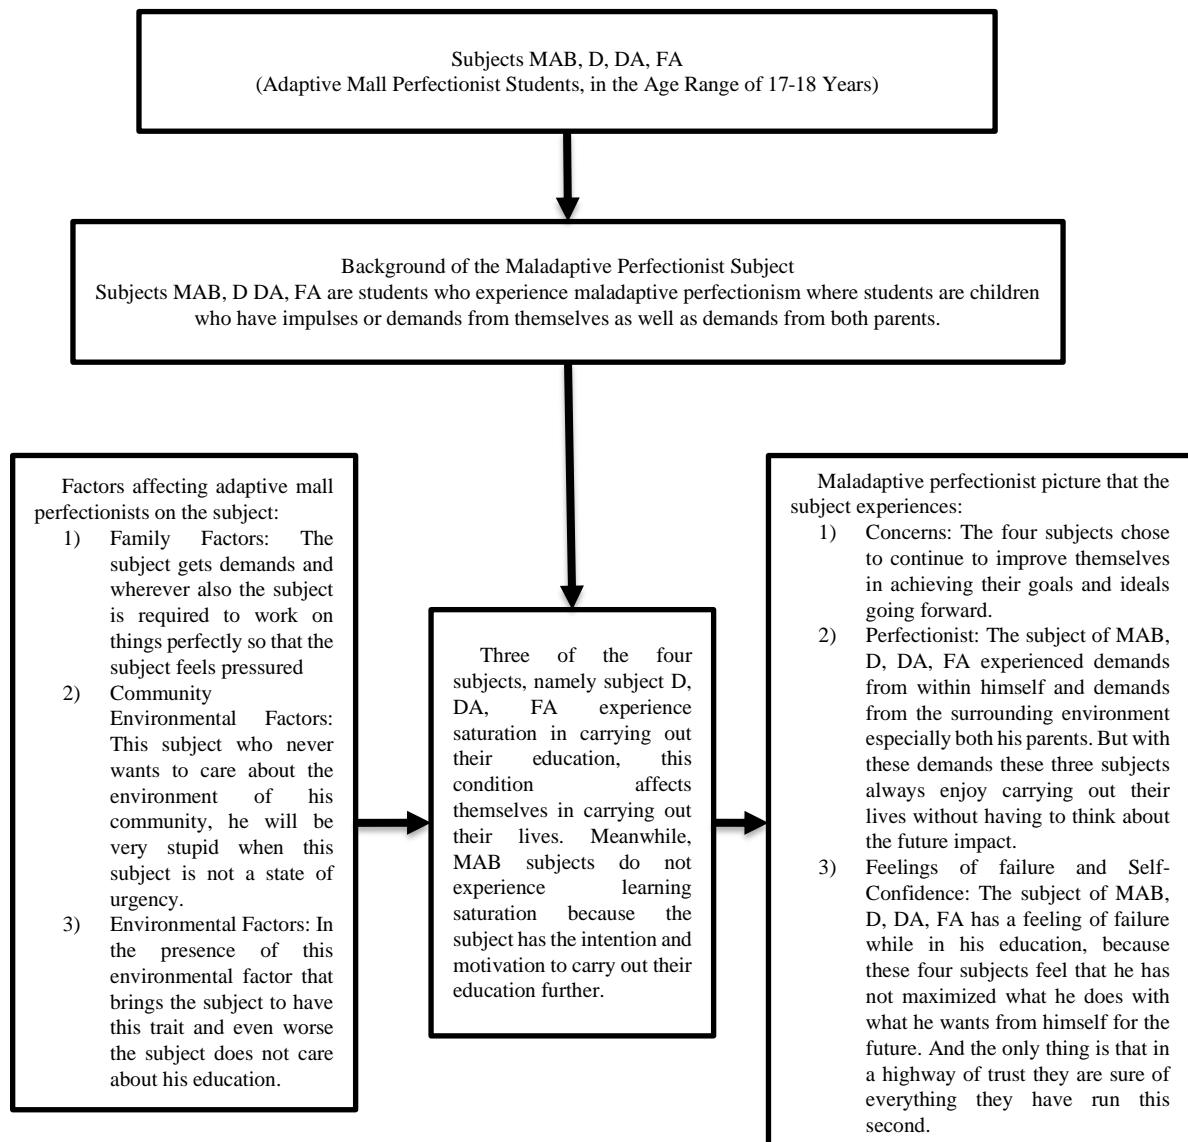 Subjects MAB, D, DA, FA
(Adaptive Mall Perfectionist Students, in the Age Range of 17-18 Years)
Background of the Maladaptive Perfectionist Subject
Subjects MAB, D DA, FA are students who experience maladaptive perfectionism where students are children
who have impulses or demands from themselves as well as demands from both parents.
Factors affecting adaptive mall
perfectionists on the subject:
1) Family Factors: The
subject gets demands and
wherever also the subject
is required to work on
things perfectly so that the
subject feels pressured
2) Community
Environmental Factors:
This subject who never
wants to care about the
environment of his
community, he will be
very stupid when this
subject is not a state of
urgency.
3) Environmental Factors: In
the presence of this
environmental factor that
brings the subject to have
this trait and even worse
the subject does not care
about his education.
Three of the four
subjects, namely subject D,
DA, FA experience
saturation in carrying out
their education, this
condition affects
themselves in carrying out
their lives. Meanwhile,
MAB subjects do not
experience learning
saturation because the
subject has the intention and
motivation to carry out their
education further.
Maladaptive perfectionist picture that the
subject experiences:
1) Concerns: The four subjects chose
to continue to improve themselves
in achieving their goals and ideals
going forward.
2) Perfectionist: The subject of MAB,
D, DA, FA experienced demands
from within himself and demands
from the surrounding environment
especially both his parents. But with
these demands these three subjects
always enjoy carrying out their
lives without having to think about
the future impact.
3) Feelings of failure and Self-
Confidence: The subject of MAB,
D, DA, FA has a feeling of failure
while in his education, because
these four subjects feel that he has
not maximized what he does with
what he wants from himself for the
future. And the only thing is that in
a highway of trust they are sure of
everything they have run this
second.